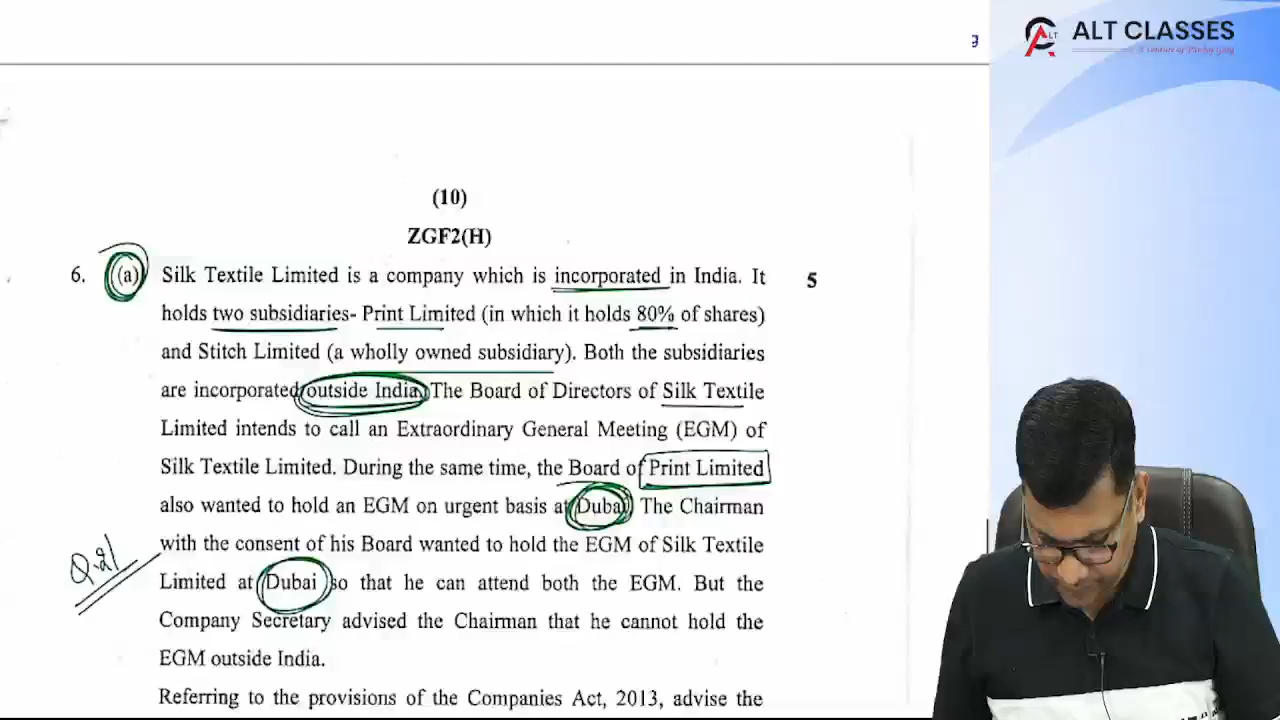 g
ALT CLASSES
A venture of Pankaj Garg
(10)
ZGF2(H)
6. (a) Silk Textile Limited is a company which is incorporated in India. It 5
holds two subsidiaries- Print Limited (in which it holds 80% of shares)
and Stitch Limited (a wholly owned subsidiary). Both the subsidiaries
are incorporated outside India. The Board of Directors of Silk Textile
Limited intends to call an Extraordinary General Meeting (EGM) of
Silk Textile Limited. During the same time, the Board of Print Limited
also wanted to hold an EGM on urgent basis at Dubai. The Chairman
with the consent of his Board wanted to hold the EGM of Silk Textile
Q.21
Limited at Dubai so that he can attend both the EGM. But the
Company Secretary advised the Chairman that he cannot hold the
EGM outside India.
Referring to the provisions of the Companies Act, 2013, advise the